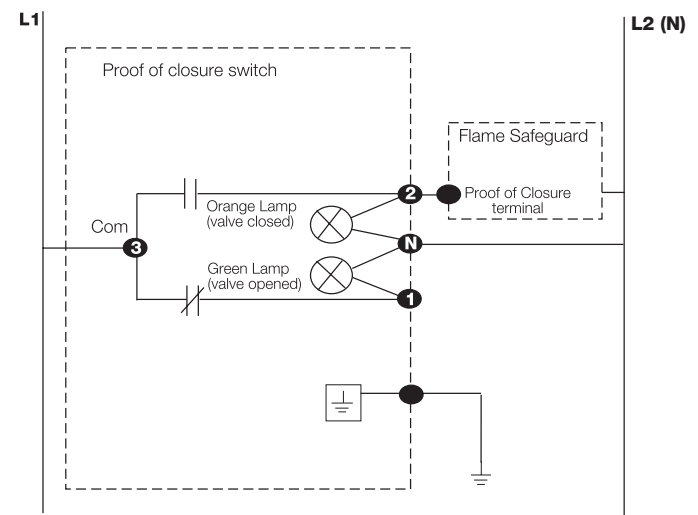 L1
L2 (N)
Proof of closure switch
Flame Safeguard
2
Proof of Closure
terminal
Orange Lamp
(valve closed)
Com
3
N
Green Lamp
(valve opened)
1